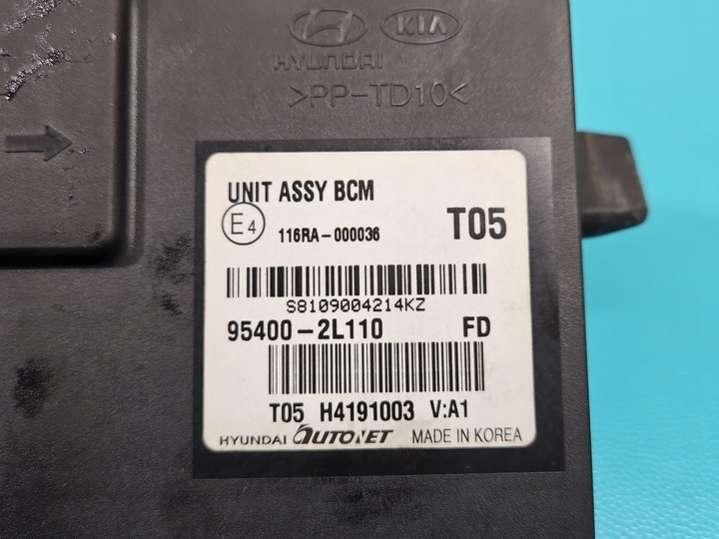 HYUNDAI KIA
>PP-TD10<
UNIT ASSY BCM
E4 116RA-000036 T05
S8109004214KZ
95400-2L110 FD
T05 H4191003 V:A1
HYUNDAI AUTONET MADE IN KOREA